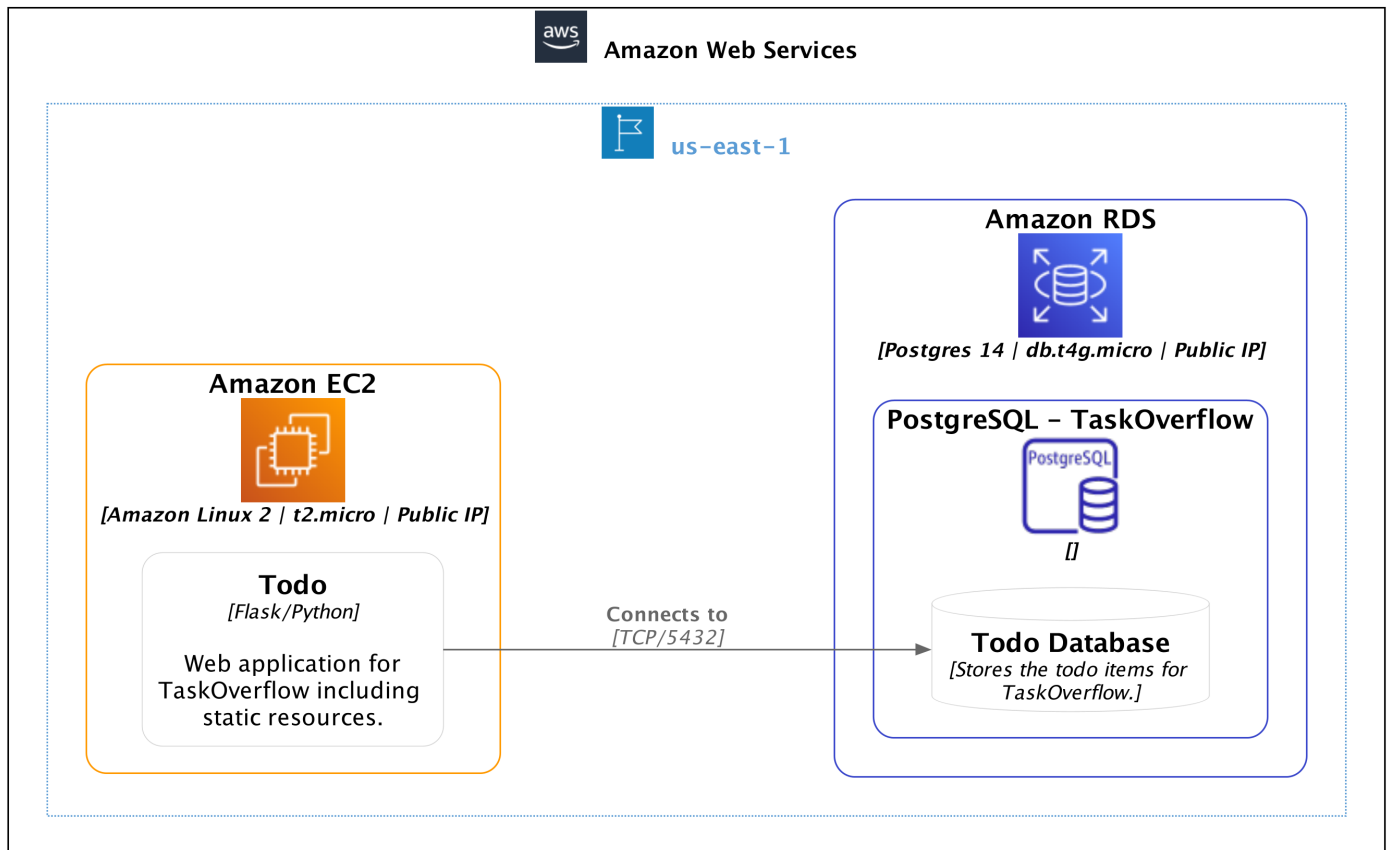 aws
Amazon Web Services
us-east-1
Amazon RDS
[Postgres 14 | db.t4g.micro | Public IP]
Amazon EC2
[Amazon Linux 2 | t2.micro | Public IP]
PostgreSQL - TaskOverflow
PostgreSQL
[]
Todo
[Flask/Python]
Web application for
TaskOverflow including
static resources.
Connects to
[TCP/5432]
Todo Database
[Stores the todo items for
TaskOverflow.]